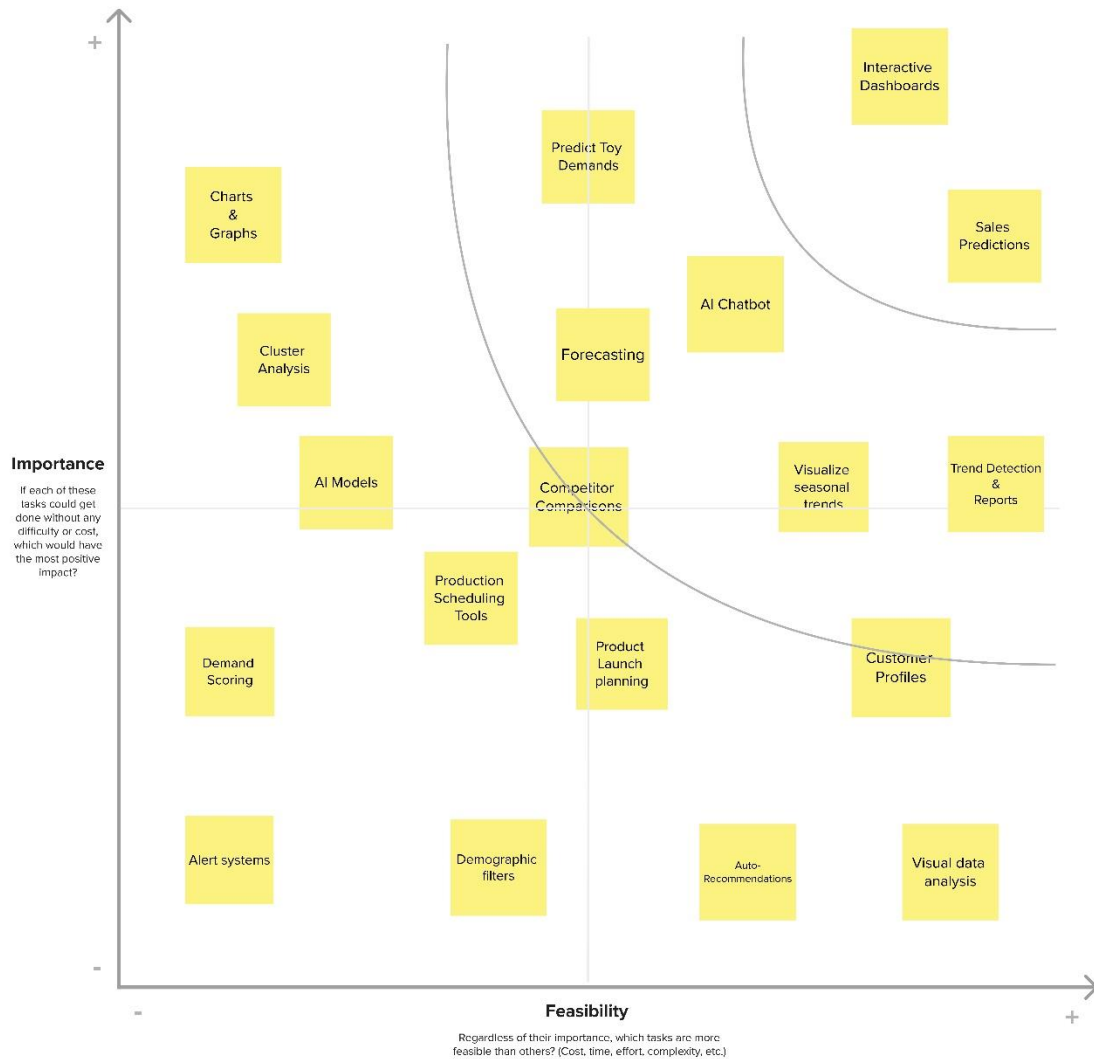 +
Interactive
Dashboards
Predict Toy
Demands
Charts
&
Graphs
Sales
Predictions
AI Chatbot
Cluster
Analysis
Forecasting
Importance
If each of these
tasks could get
done without any
difficulty or cost,
which would have
the most positive
impact?
AI Models
Competitor
Comparisons
Visualize
seasonal
trends
Trend Detection
&
Reports
Production
Scheduling
Tools
Demand
Scoring
Product
Launch
planning
Customer
Profiles
Alert systems
Demographic
filters
Auto-
Recommendations
Visual data
analysis
-
-
Feasibility
+
Regardless of their importance, which tasks are more
feasible than others? (Cost, time, effort, complexity, etc.)